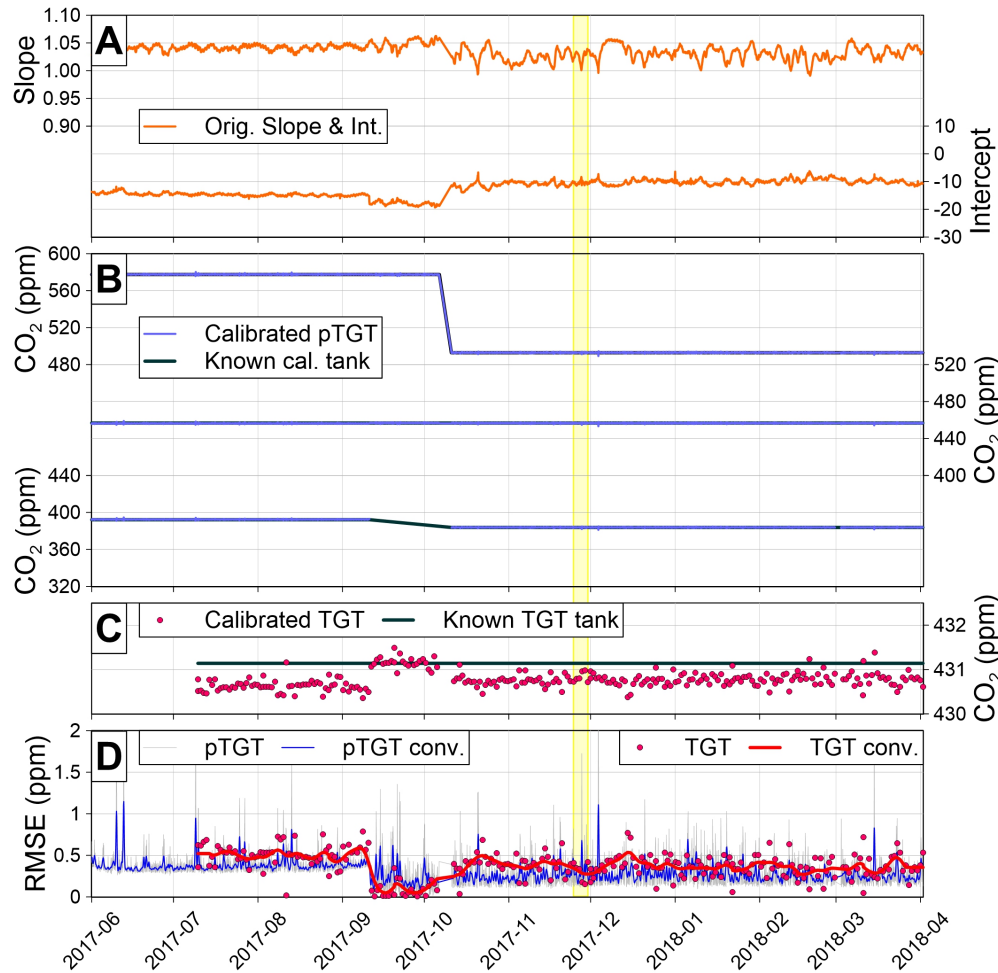 A
Slope
1.10
1.05
1.00
0.95
0.90
Orig. Slope & Int.
10
0
-10
-20
-30
Intercept
B
CO₂ (ppm)
600
560
520
480
Calibrated pTGT
Known cal. tank
520
480
440
400
CO₂ (ppm)
CO₂ (ppm)
440
400
360
320
C
Calibrated TGT
Known TGT tank
432
431
430
CO₂ (ppm)
D
pTGT
pTGT conv.
TGT
TGT conv.
RMSE (ppm)
2
1.5
1
0.5
0
2017-06
2017-07
2017-08
2017-09
2017-10
2017-11
2017-12
2018-01
2018-02
2018-03
2018-04